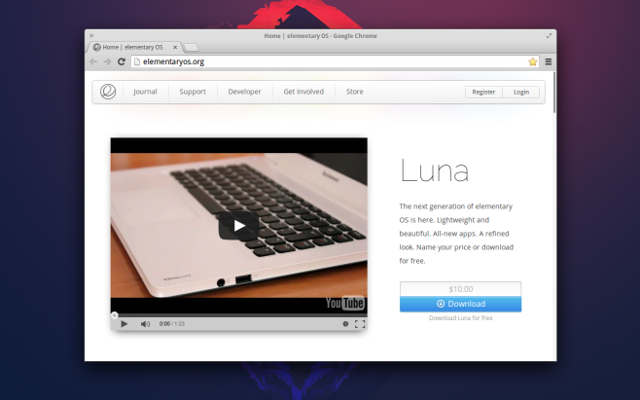 Home | elementary OS - Google Chrome
Home | elementary OS
elementaryos.org
Journal Support Developer Get Involved Store Register Login
Luna
The next generation of elementary
OS is here. Lightweight and
beautiful. All-new apps. A refined
look. Name your price or download
for free.
$10.00
Download
Download Luna for free
YouTube
0:00 / 1:23